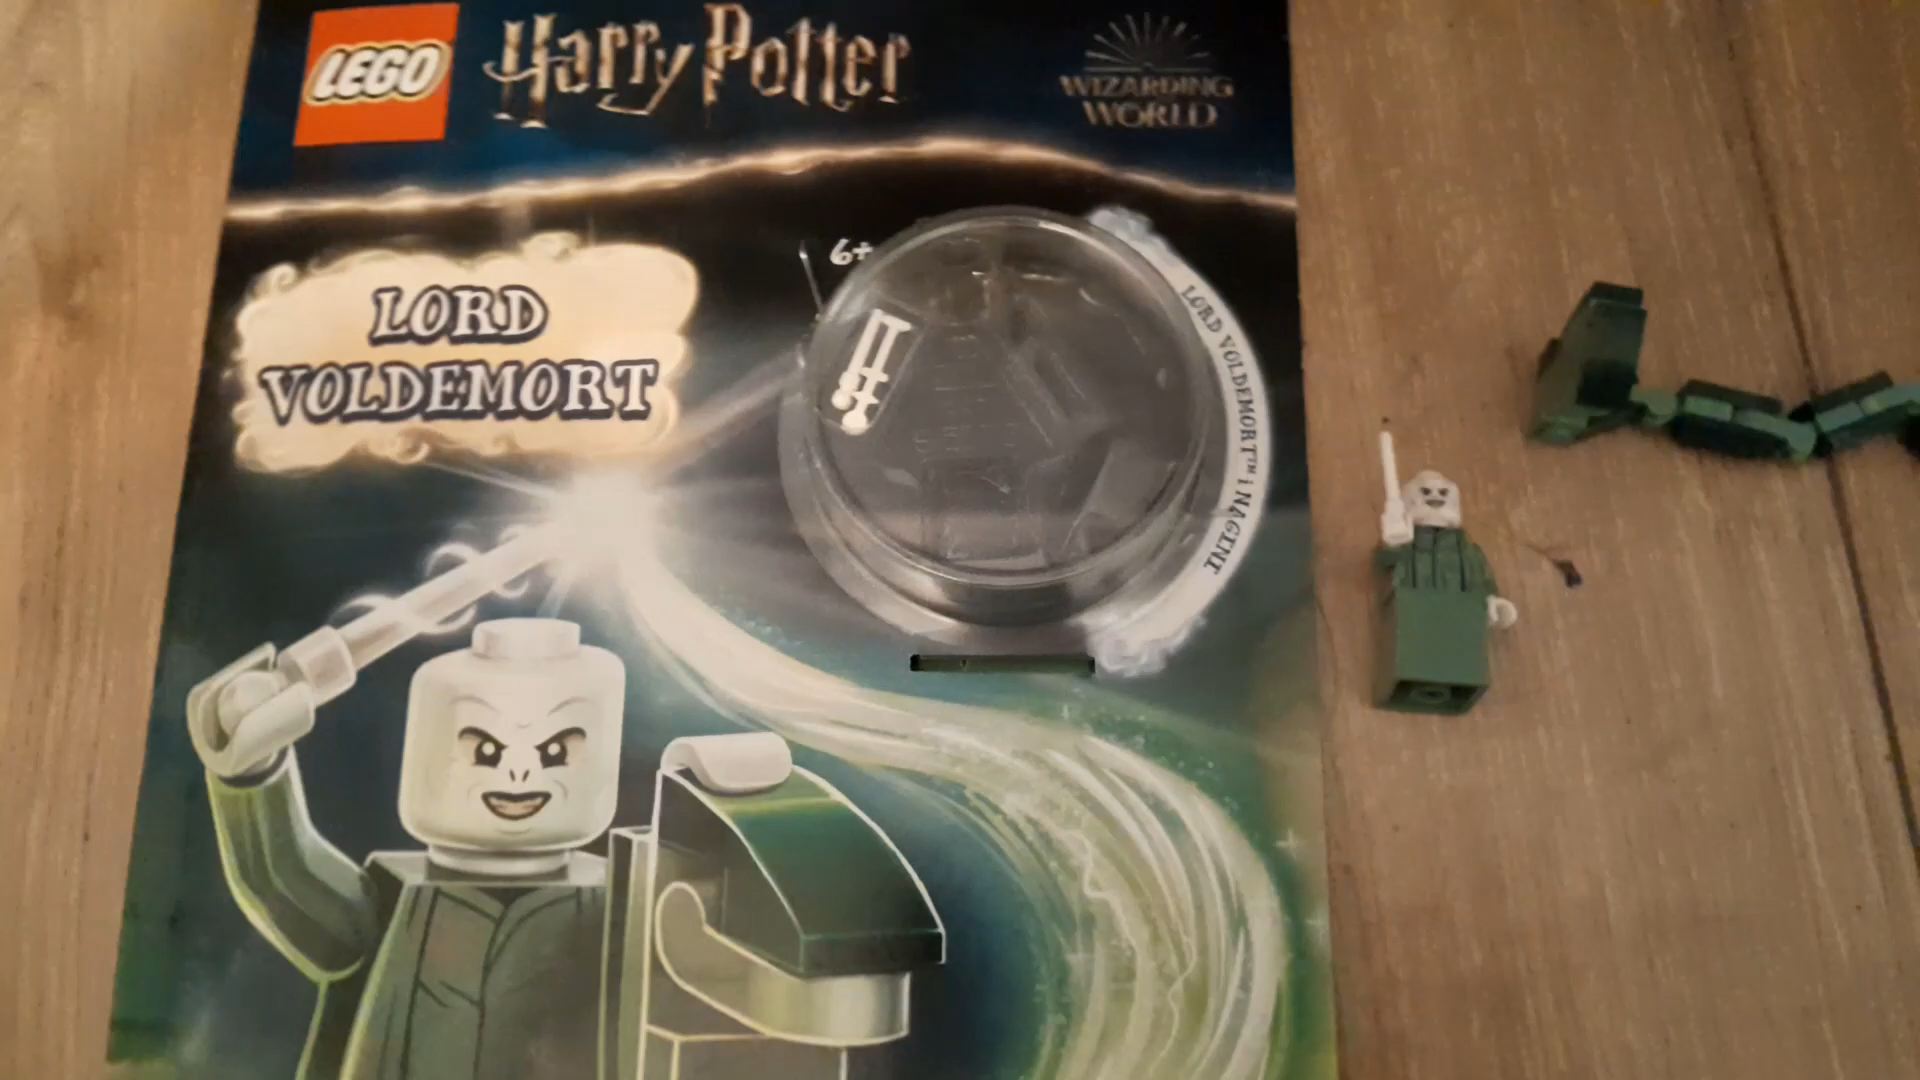 LEGO
Harry Potter
WIZARDING
WORLD
6+
LORD
VOLDEMORT
LORD VOLDEMORT™ i NAGINI